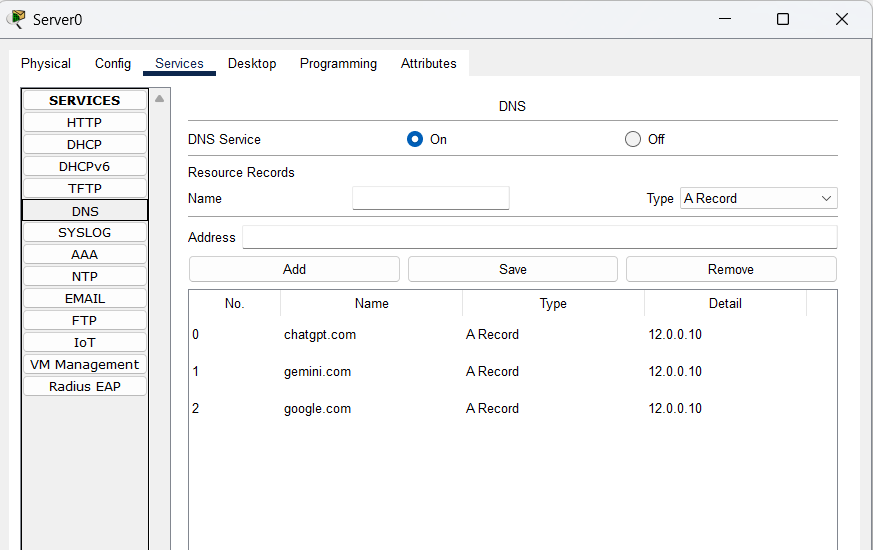 Server0
Physical Config Services Desktop Programming Attributes
SERVICES
HTTP
DHCP
DHCPv6
TFTP
DNS
SYSLOG
AAA
NTP
EMAIL
FTP
IoT
VM Management
Radius EAP
DNS
DNS Service On Off
Resource Records
Name Type A Record
Address
Add Save Remove
No. Name Type Detail
0 chatgpt.com A Record 12.0.0.10
1 gemini.com A Record 12.0.0.10
2 google.com A Record 12.0.0.10